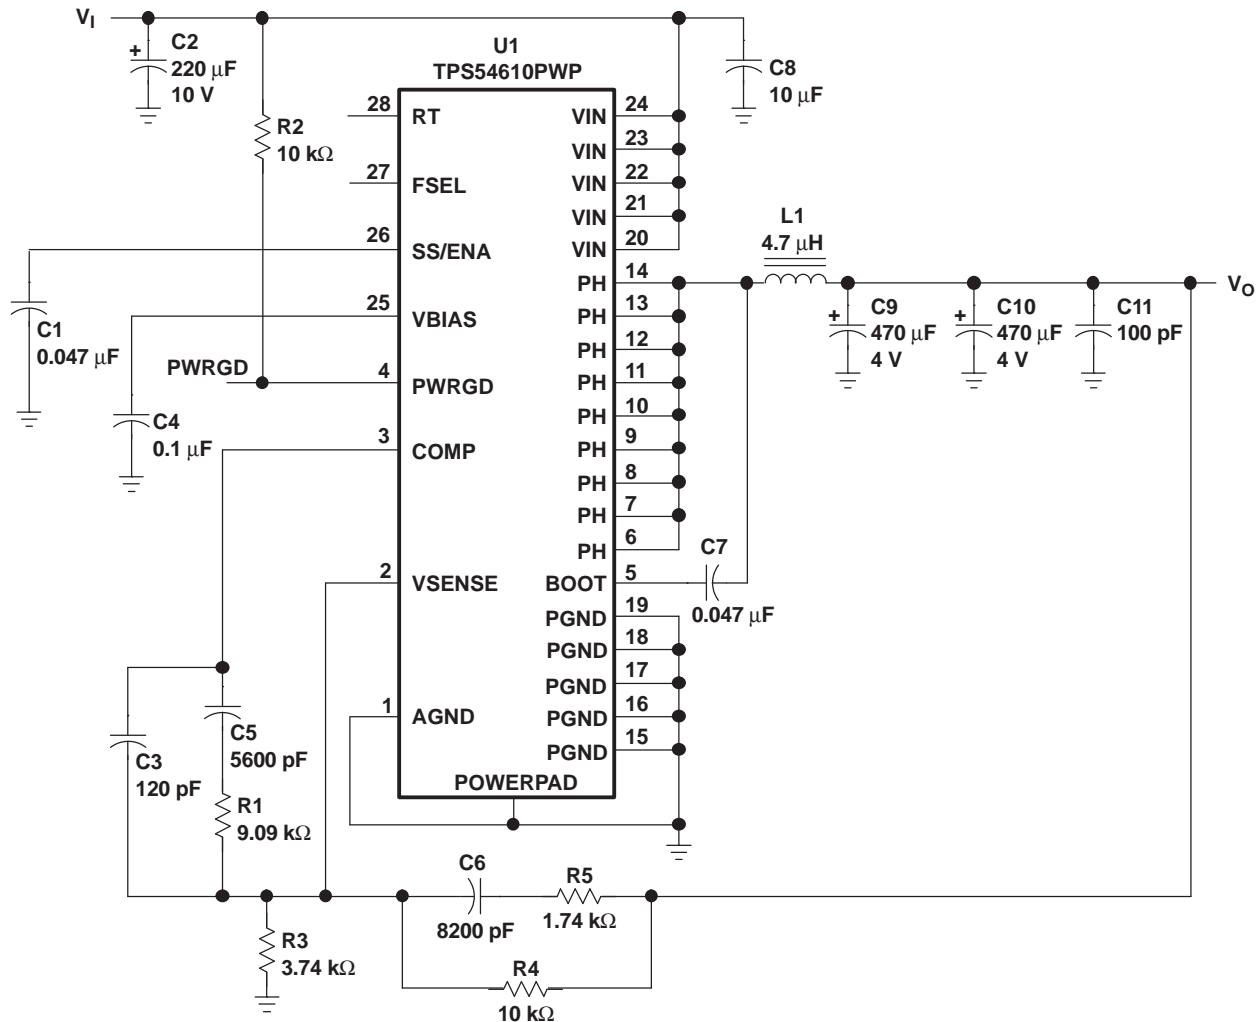 VI
C2
220 μF
10 V
+
R2
10 kΩ
U1
TPS54610PWP
C8
10 μF
28
RT
27
FSEL
26
SS/ENA
25
VBIAS
4
PWRGD
3
COMP
2
VSENSE
1
AGND
24
VIN
23
VIN
22
VIN
21
VIN
20
VIN
14
PH
13
PH
12
PH
11
PH
10
PH
9
PH
8
PH
7
PH
6
PH
5
BOOT
19
PGND
18
PGND
17
PGND
16
PGND
15
PGND
POWERPAD
C1
0.047 μF
PWRGD
C4
0.1 μF
L1
4.7 μH
VO
+
C9
470 μF
4 V
+
C10
470 μF
4 V
C11
100 pF
C7
0.047 μF
C3
120 pF
C5
5600 pF
R1
9.09 kΩ
C6
8200 pF
R5
1.74 kΩ
R3
3.74 kΩ
R4
10 kΩ